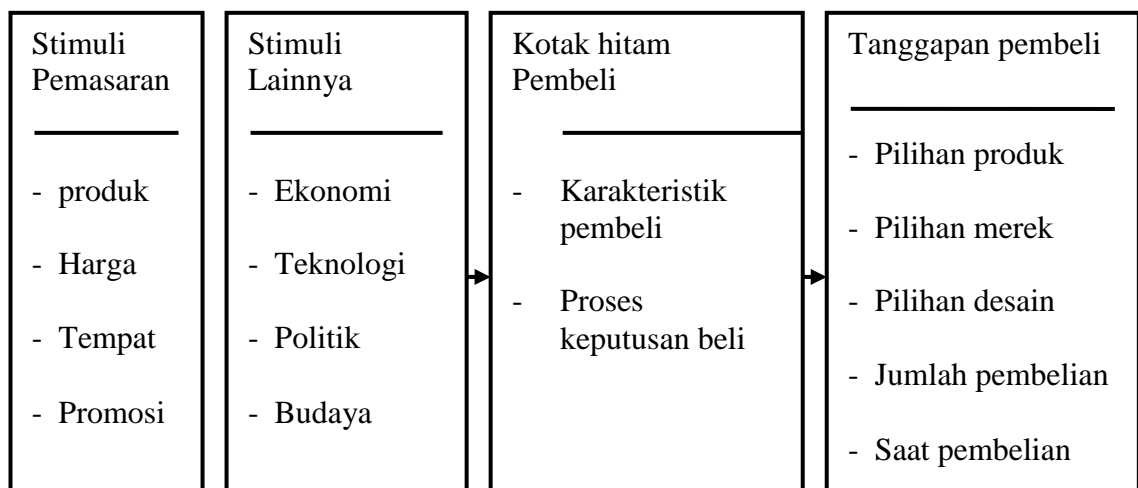 Stimuli
Pemasaran
- produk
- Harga
- Tempat
- Promosi
Stimuli
Lainnya
- Ekonomi
- Teknologi
- Politik
- Budaya
Kotak hitam
Pembeli
- Karakteristik
pembeli
- Proses
keputusan beli
Tanggapan pembeli
- Pilihan produk
- Pilihan merek
- Pilihan desain
- Jumlah pembelian
- Saat pembelian